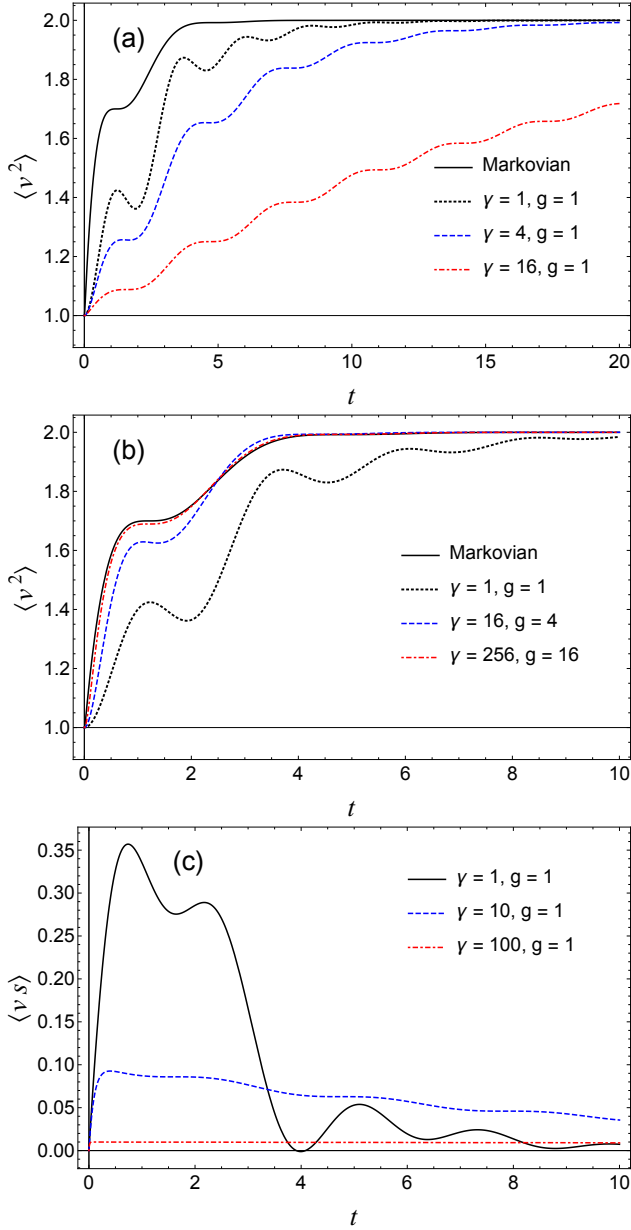 (a)
2.0
1.8
1.6
1.4
1.2
1.0
⟨v²⟩
Markovian
γ = 1, g = 1
γ = 4, g = 1
γ = 16, g = 1
0 5 10 15 20
t
(b)
2.0
1.8
1.6
1.4
1.2
1.0
⟨v²⟩
Markovian
γ = 1, g = 1
γ = 16, g = 4
γ = 256, g = 16
0 2 4 6 8 10
t
(c)
0.35
0.30
0.25
0.20
0.15
0.10
0.05
0.00
⟨v s⟩
γ = 1, g = 1
γ = 10, g = 1
γ = 100, g = 1
0 2 4 6 8 10
t